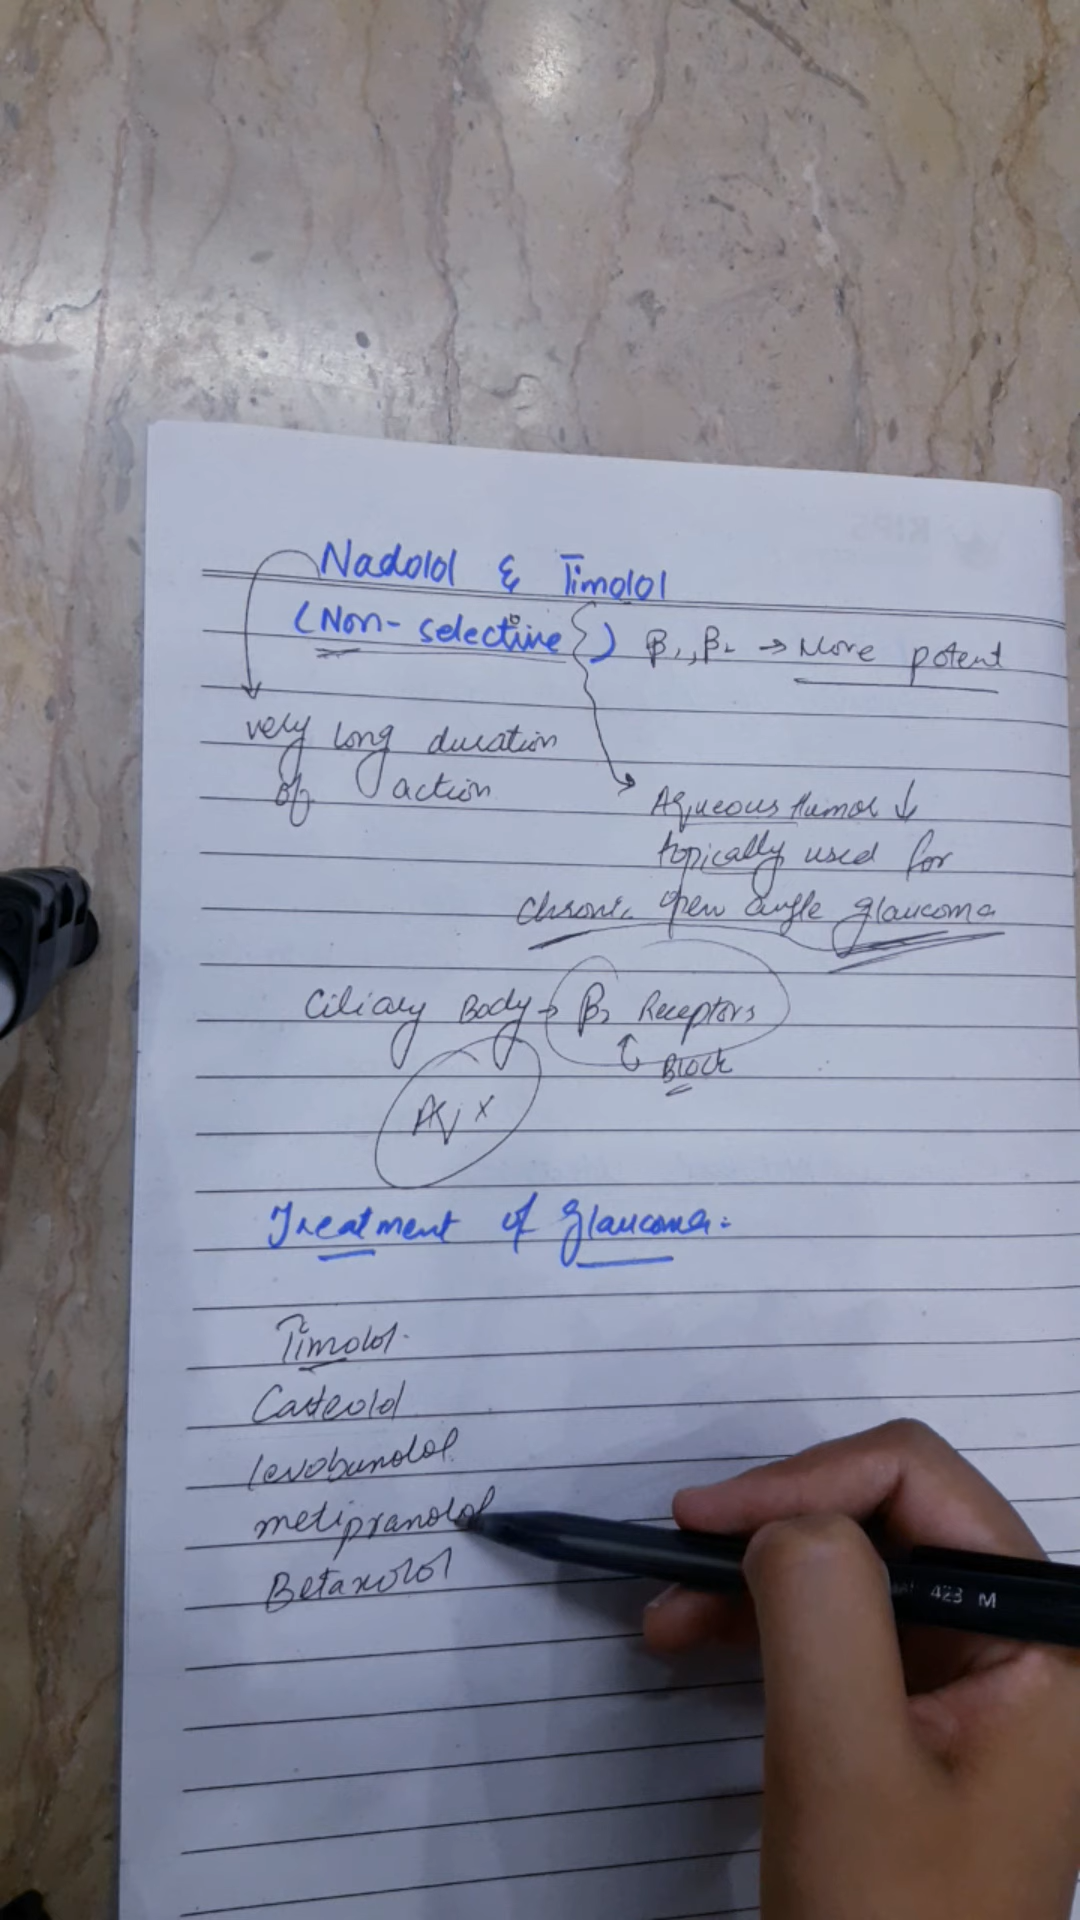 Nadolol & Timolol
(Non-selective) β1, β2 → More potent
very long duration
of action
Aqueous Humor ↓
topically used for
chronic open angle glaucoma
Ciliary Body → β2 Receptors
Block
Aq x
Treatment of Glaucoma:
Timolol.
Carteolol
levobunolol
metipranolol
Betaxolol
423 M